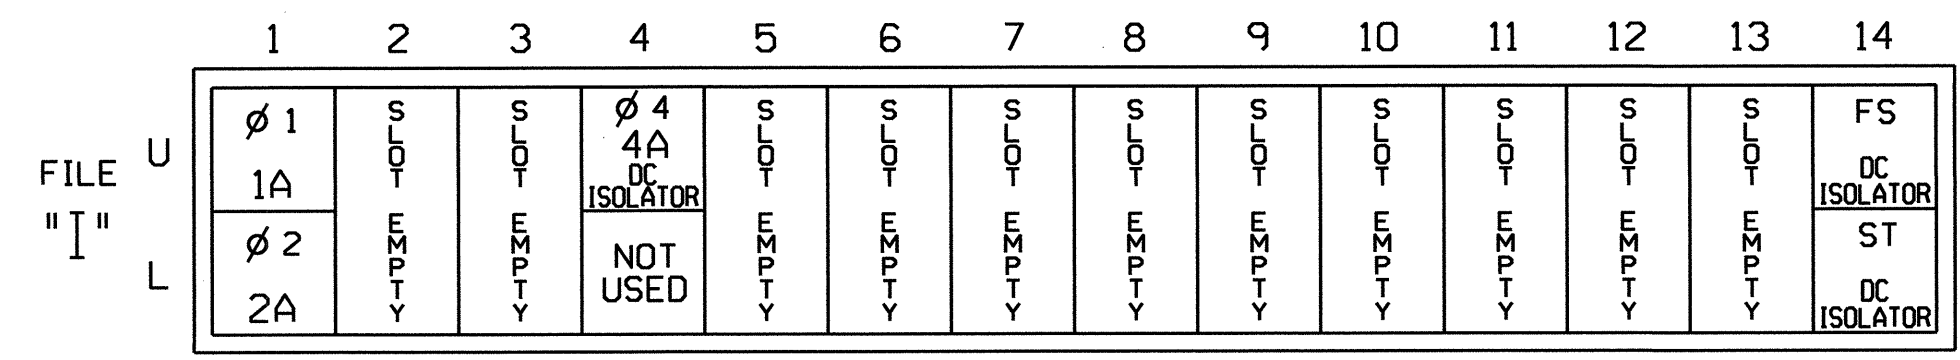 1 2 3 4 5 6 7 8 9 10 11 12 13 14
FILE "I"
U
L
Ø 1
1A
Ø 2
2A
SLOT EMPTY
SLOT EMPTY
Ø 4
4A
DC
ISOLATOR
NOT
USED
SLOT EMPTY
SLOT EMPTY
SLOT EMPTY
SLOT EMPTY
SLOT EMPTY
SLOT EMPTY
SLOT EMPTY
SLOT EMPTY
SLOT EMPTY
FS
DC
ISOLATOR
ST
DC
ISOLATOR